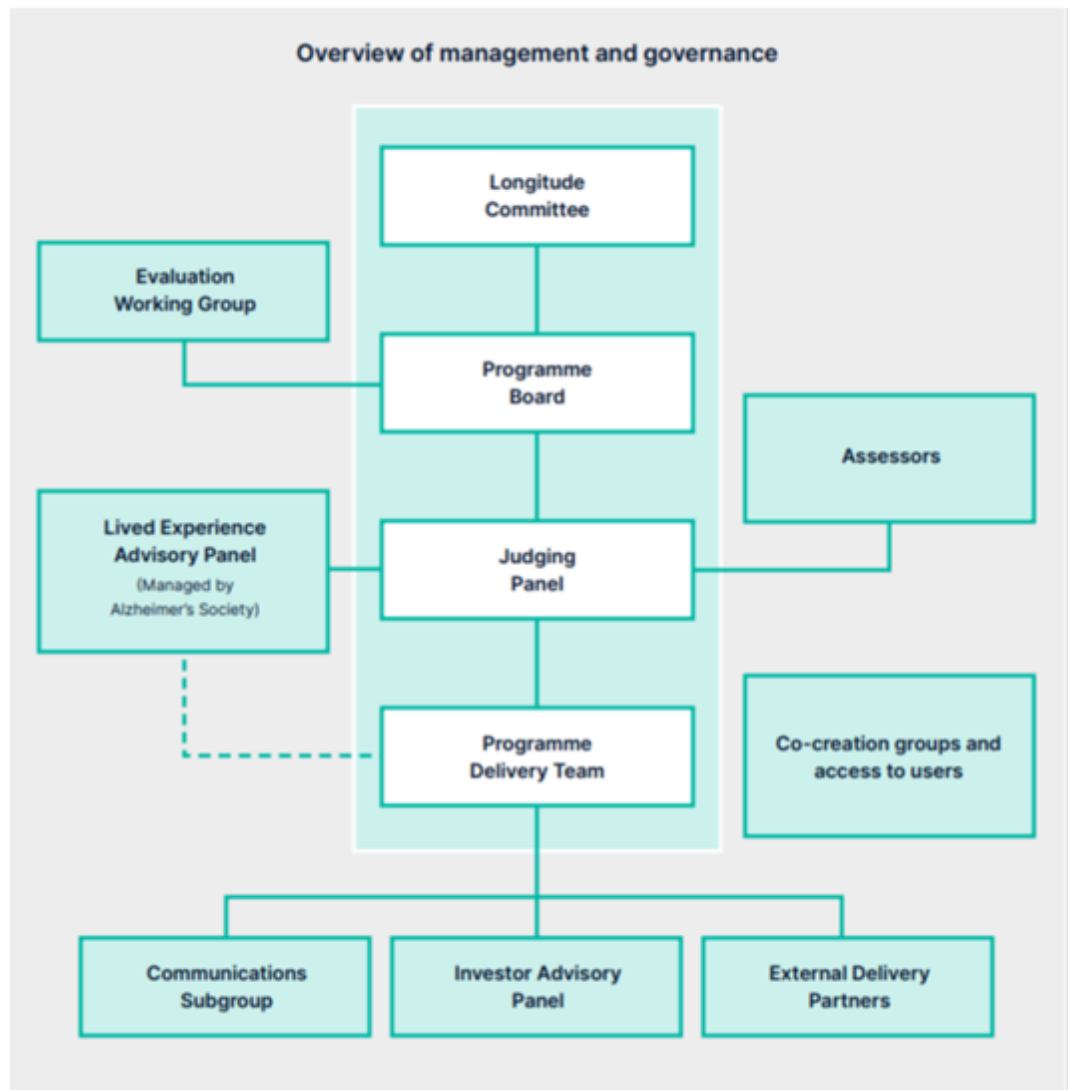 Overview of management and governance
Longitude
Committee
Evaluation
Working Group
Programme
Board
Assessors
Lived Experience
Advisory Panel
(Managed by
Alzheimer's Society)
Judging
Panel
Programme
Delivery Team
Co-creation groups and
access to users
Communications
Subgroup
Investor Advisory
Panel
External Delivery
Partners